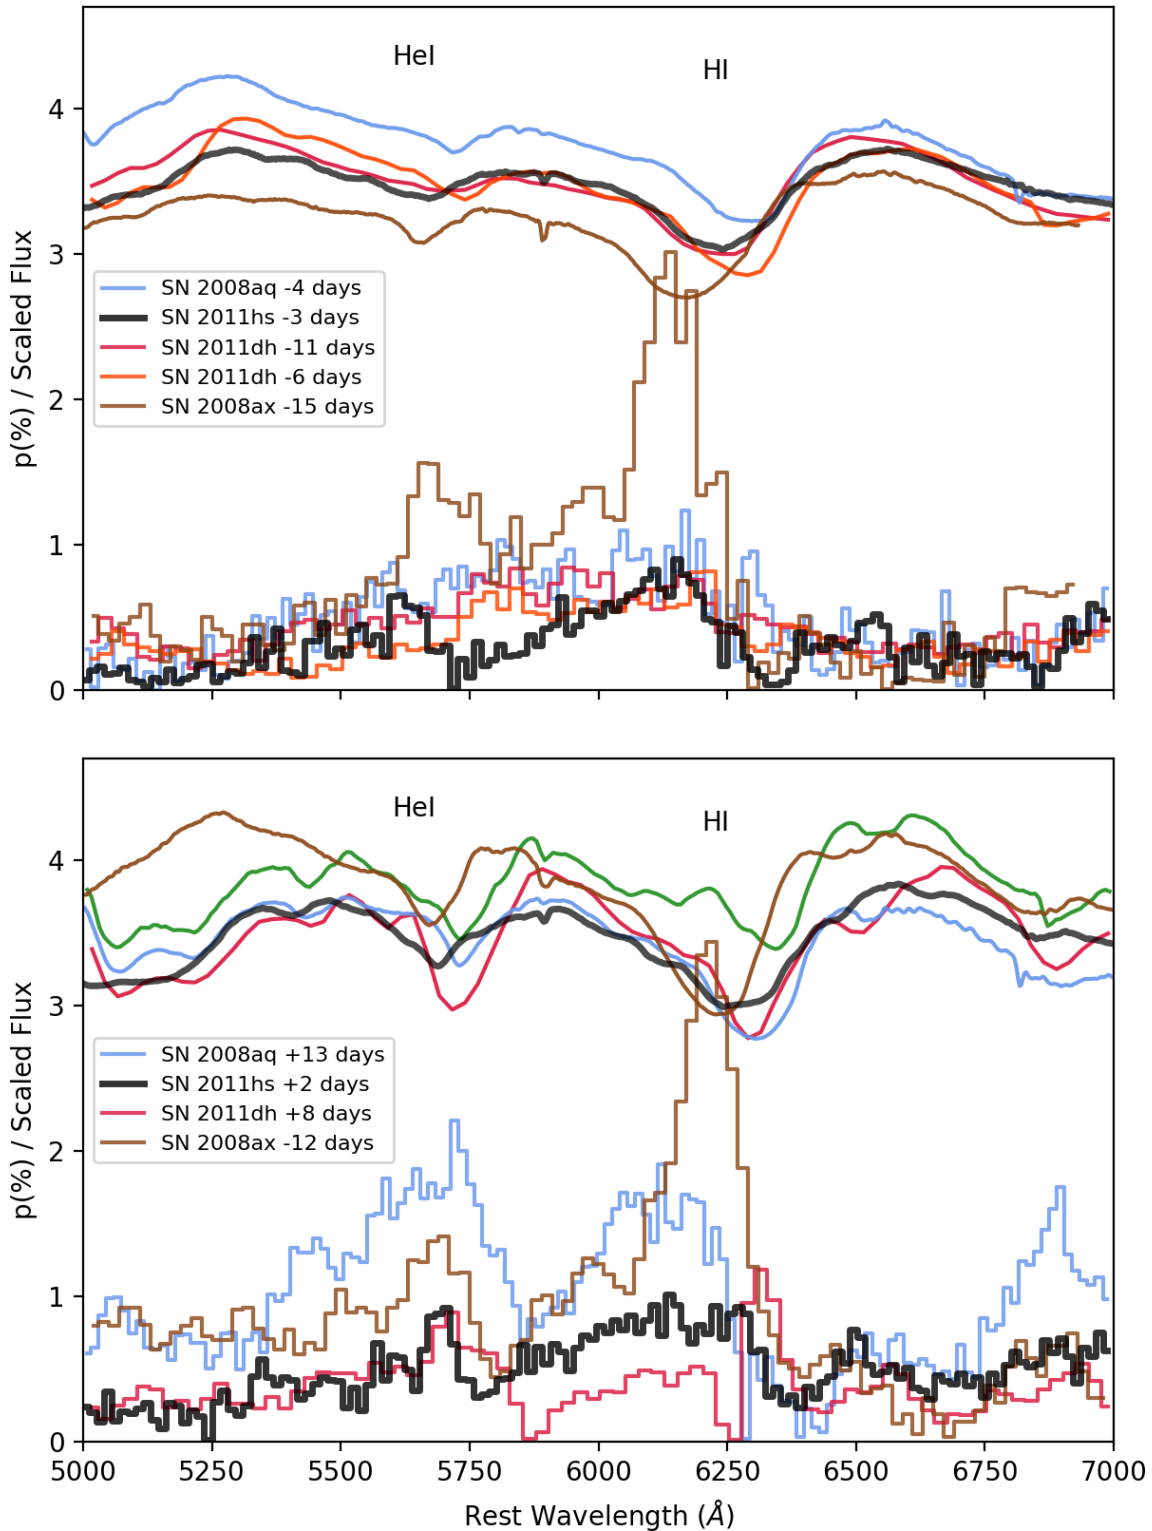 HeI
HI
4
3
2
1
0
p(%) / Scaled Flux
SN 2008aq -4 days
SN 2011hs -3 days
SN 2011dh -11 days
SN 2011dh -6 days
SN 2008ax -15 days
HeI
HI
4
3
2
1
0
p(%) / Scaled Flux
SN 2008aq +13 days
SN 2011hs +2 days
SN 2011dh +8 days
SN 2008ax -12 days
5000 5250 5500 5750 6000 6250 6500 6750 7000
Rest Wavelength (Å)